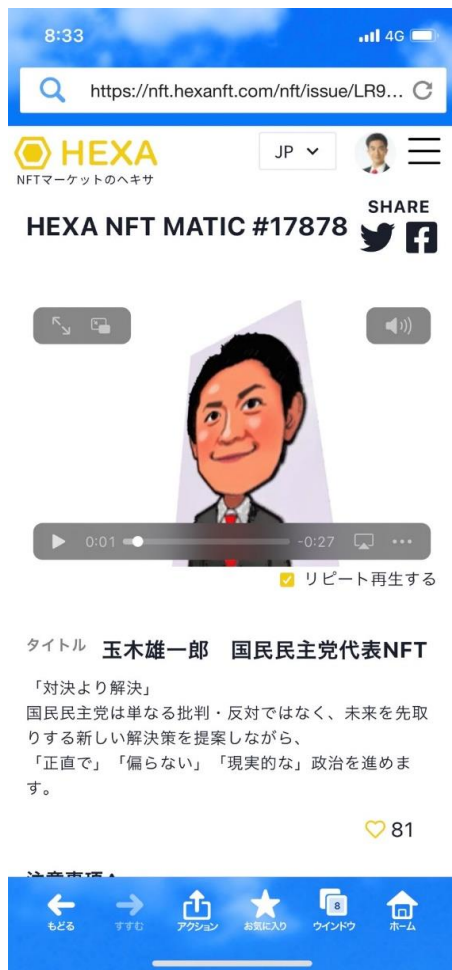 8:33
4G
https://nft.hexanft.com/nft/issue/LR9...
HEXA
NFTマーケットのヘキサ
JP
HEXA NFT MATIC #17878
SHARE
0:01
-0:27
リピート再生する
タイトル 玉木雄一郎　国民民主党代表NFT
「対決より解決」
国民民主党は単なる批判・反対ではなく、未来を先取
りする新しい解決策を提案しながら、
「正直で」「偏らない」「現実的な」政治を進めま
す。
81
注意事項
もどる
すすむ
アクション
お気に入り
8
ウインドウ
ホーム